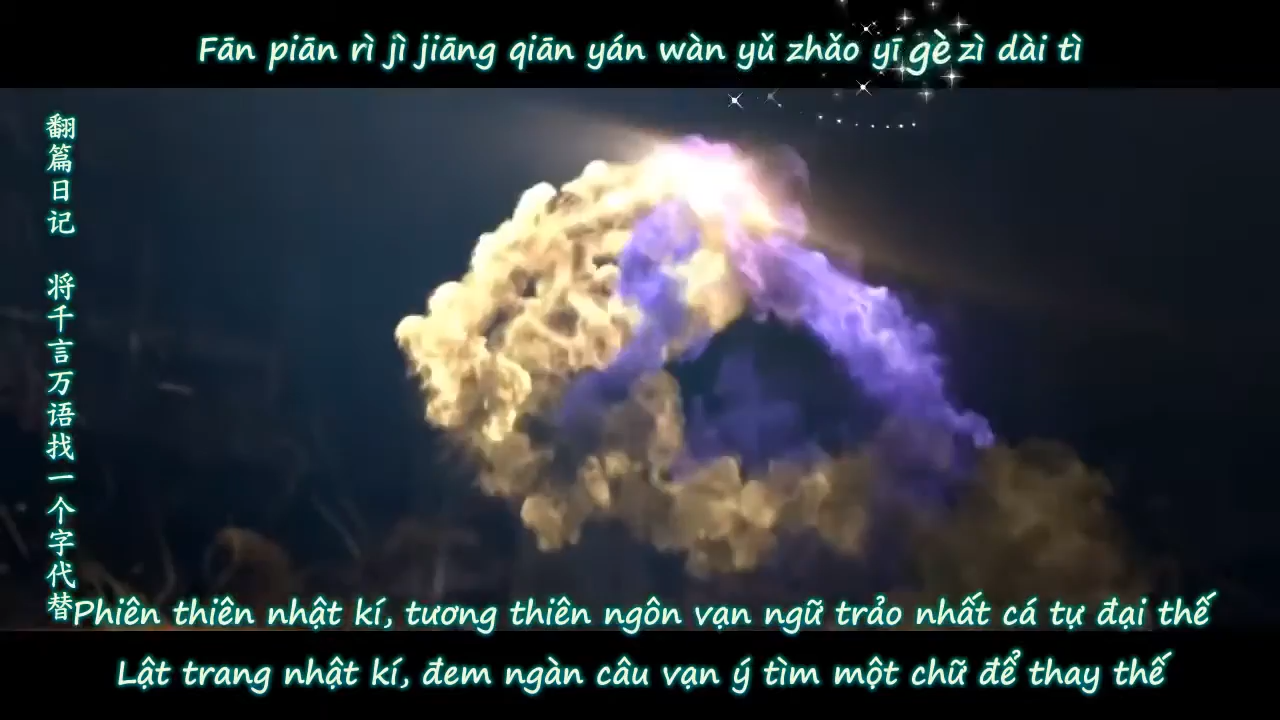 Fān piān rì jì jiāng qiān yán wàn yǔ zhǎo yī gè zì dài tì
翻篇日记 将千言万语找一个字代替
Phiên thiên nhật kí, tương thiên ngôn vạn ngữ trảo nhất cá tự đại thế
Lật trang nhật kí, đem ngàn câu vạn ý tìm một chữ để thay thế